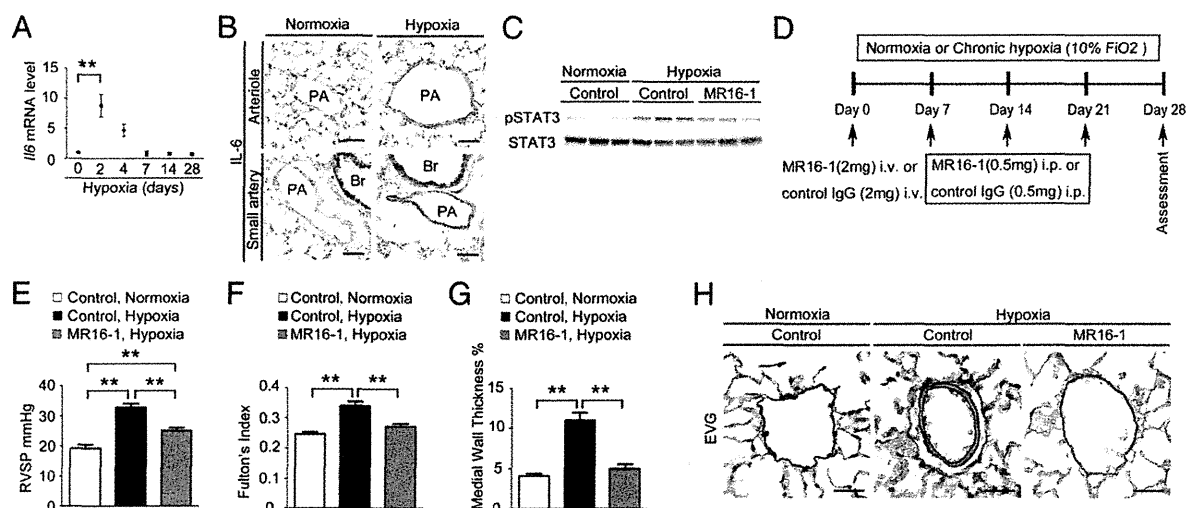 A
Il6 mRNA level
**
15
10
5
0
0 2 4 7 14 28
Hypoxia (days)
B
Normoxia Hypoxia
IL-6
Arteriole
Small artery
PA
PA
Br
PA
Br
PA
C
Normoxia Hypoxia
Control Control MR16-1
pSTAT3
STAT3
D
Normoxia or Chronic hypoxia (10% FiO2)
Day 0 Day 7 Day 14 Day 21 Day 28
MR16-1(2mg) i.v. or
control IgG (2mg) i.v.
MR16-1(0.5mg) i.p. or
control IgG (0.5mg) i.p.
Assessment
E
Control, Normoxia
Control, Hypoxia
MR16-1, Hypoxia
**
** **
RVSP mmHg
40
30
20
10
0
F
Control, Normoxia
Control, Hypoxia
MR16-1, Hypoxia
** **
Fulton's Index
0.4
0.3
0.2
0.1
0
G
Control, Normoxia
Control, Hypoxia
MR16-1, Hypoxia
** **
Medial Wall Thickness %
15
10
5
0
H
Normoxia Hypoxia
Control Control MR16-1
EVG